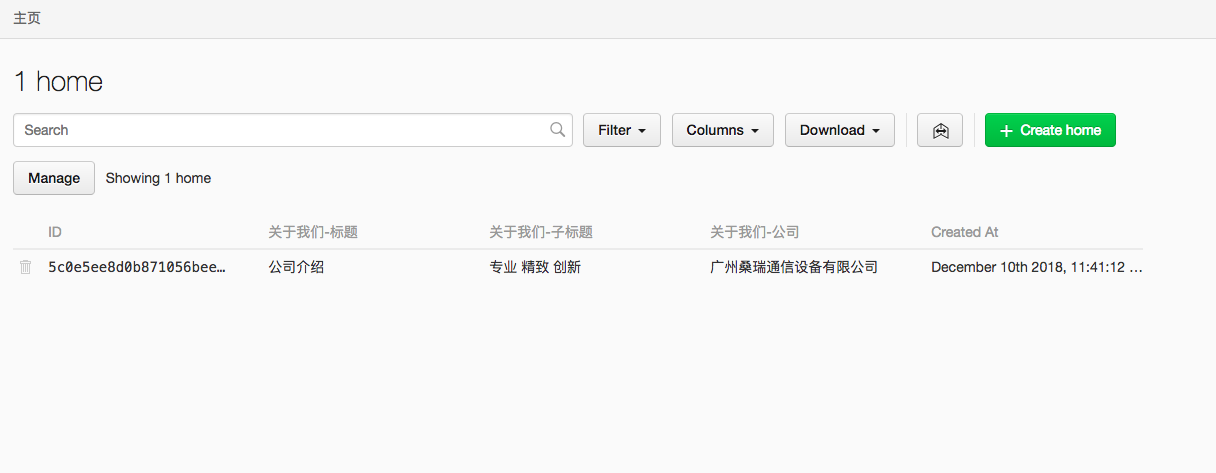 主页
1 home
Search Filter Columns Download + Create home
Manage Showing 1 home
ID 关于我们-标题 关于我们-子标题 关于我们-公司 Created At
5c0e5ee8d0b871056bee… 公司介绍 专业 精致 创新 广州桑瑞通信设备有限公司 December 10th 2018, 11:41:12 …